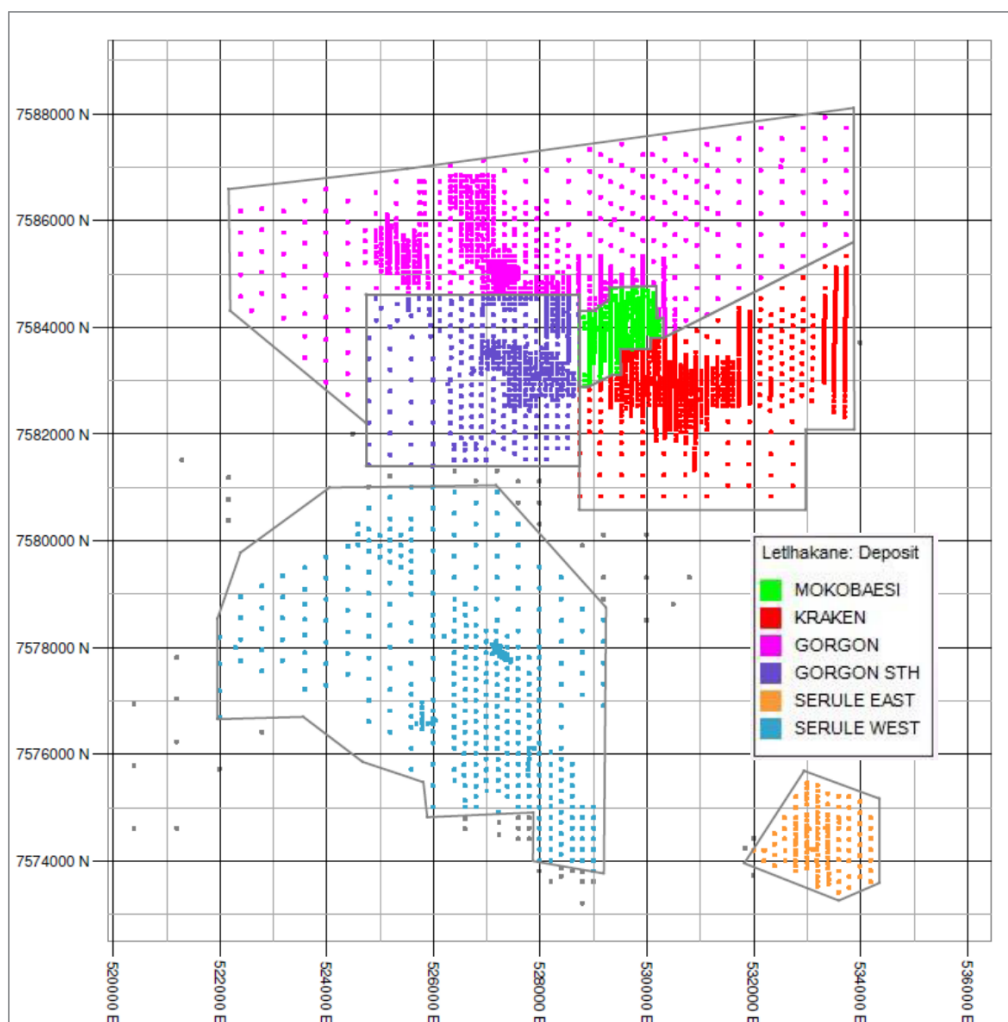 7588000 N
7586000 N
7584000 N
7582000 N
7580000 N
7578000 N
7576000 N
7574000 N
Letlhakane: Deposit
MOKOBAESI
KRAKEN
GORGON
GORGON STH
SERULE EAST
SERULE WEST
520000 E
522000 E
524000 E
526000 E
528000 E
530000 E
532000 E
534000 E
536000 E